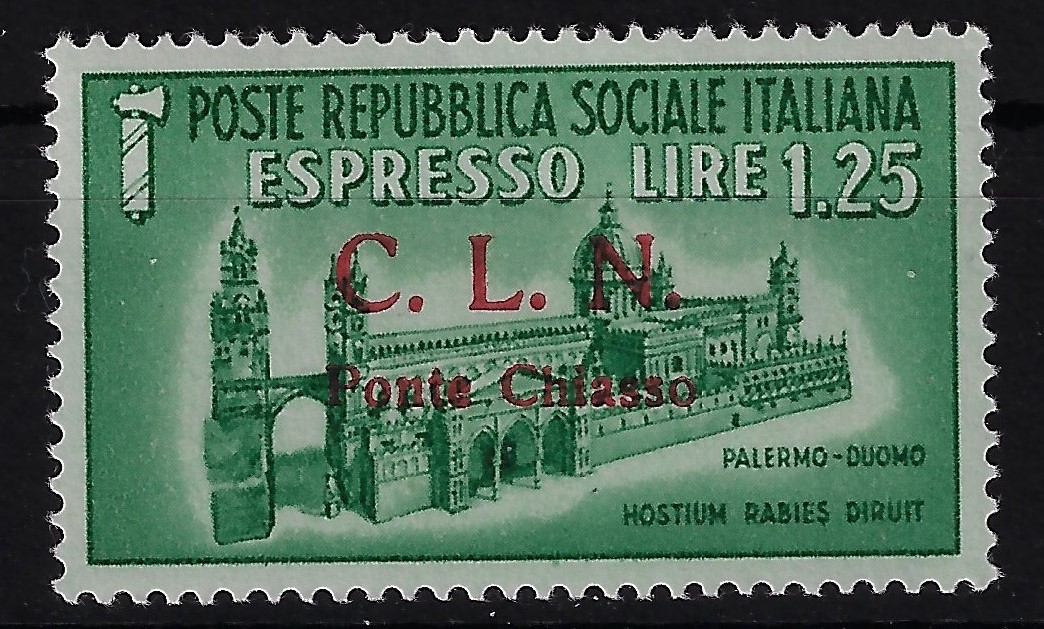 POSTE REPUBBLICA SOCIALE ITALIANA
ESPRESSO LIRE 1.25
C. L. N.
Ponte Chiasso
PALERMO-DUOMO
HOSTIUM RABIES DIRUIT